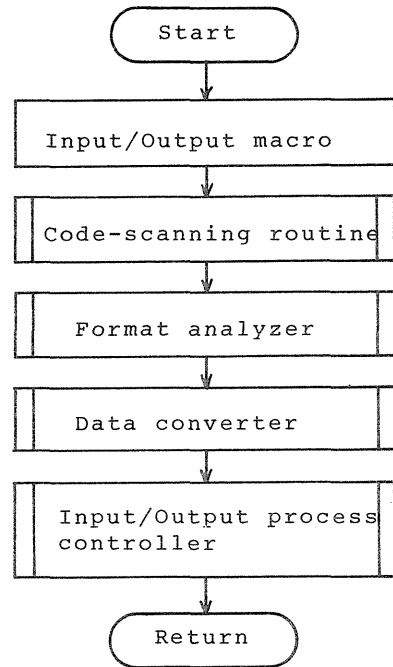 Start
Input/Output macro
Code-scanning routine
Format analyzer
Data converter
Input/Output process
controller
Return